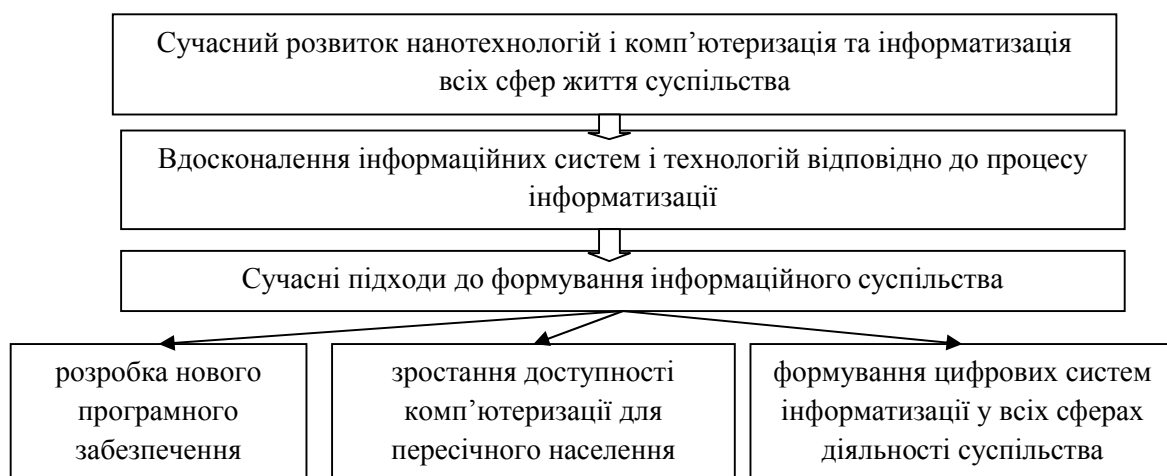 Сучасний розвиток нанотехнологій і комп’ютеризація та інформатизація
всіх сфер життя суспільства
Вдосконалення інформаційних систем і технологій відповідно до процесу
інформатизації
Сучасні підходи до формування інформаційного суспільства
розробка нового
програмного
забезпечення
зростання доступності
комп’ютеризації для
пересічного населення
формування цифрових систем
інформатизації у всіх сферах
діяльності суспільства